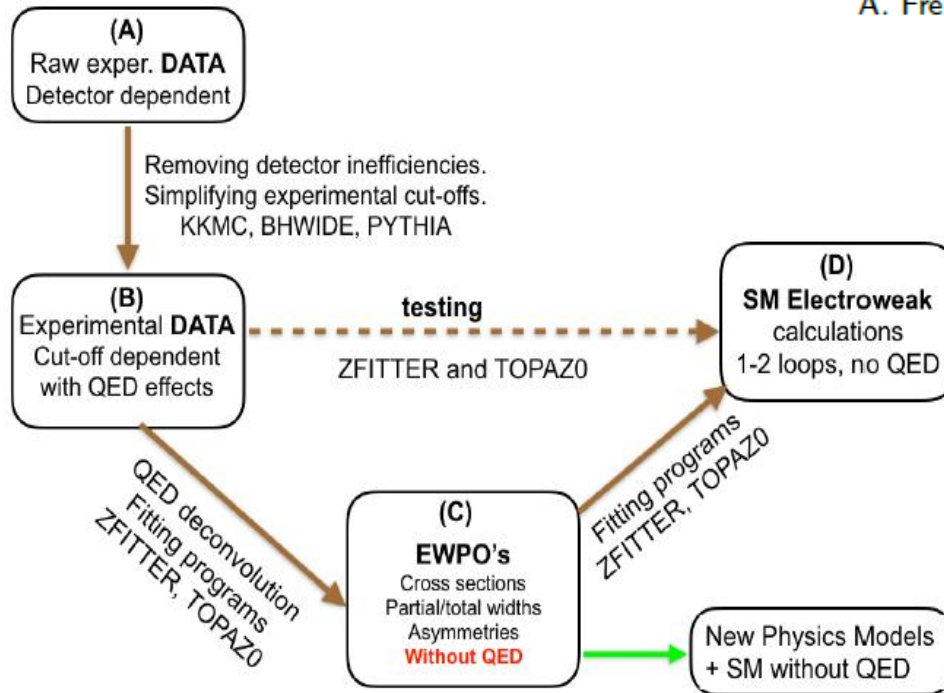 A. Fre
(A)
Raw exper. DATA
Detector dependent
Removing detector inefficiencies.
Simplifying experimental cut-offs.
KKMC, BHWIDE, PYTHIA
(B)
Experimental DATA
Cut-off dependent
with QED effects
testing
ZFITTER and TOPAZ0
(D)
SM Electroweak
calculations
1-2 loops, no QED
QED deconvolution
Fitting programs
ZFITTER, TOPAZ0
(C)
EWPO's
Cross sections
Partial/total widths
Asymmetries
Without QED
Fitting programs
ZFITTER, TOPAZ0
New Physics Models
+ SM without QED